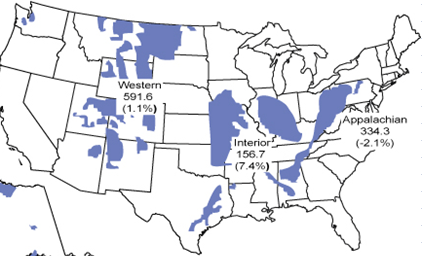 Western
591.6
(1.1%)
Appalachian
334.3
(-2.1%)
Interior
156.7
(7.4%)